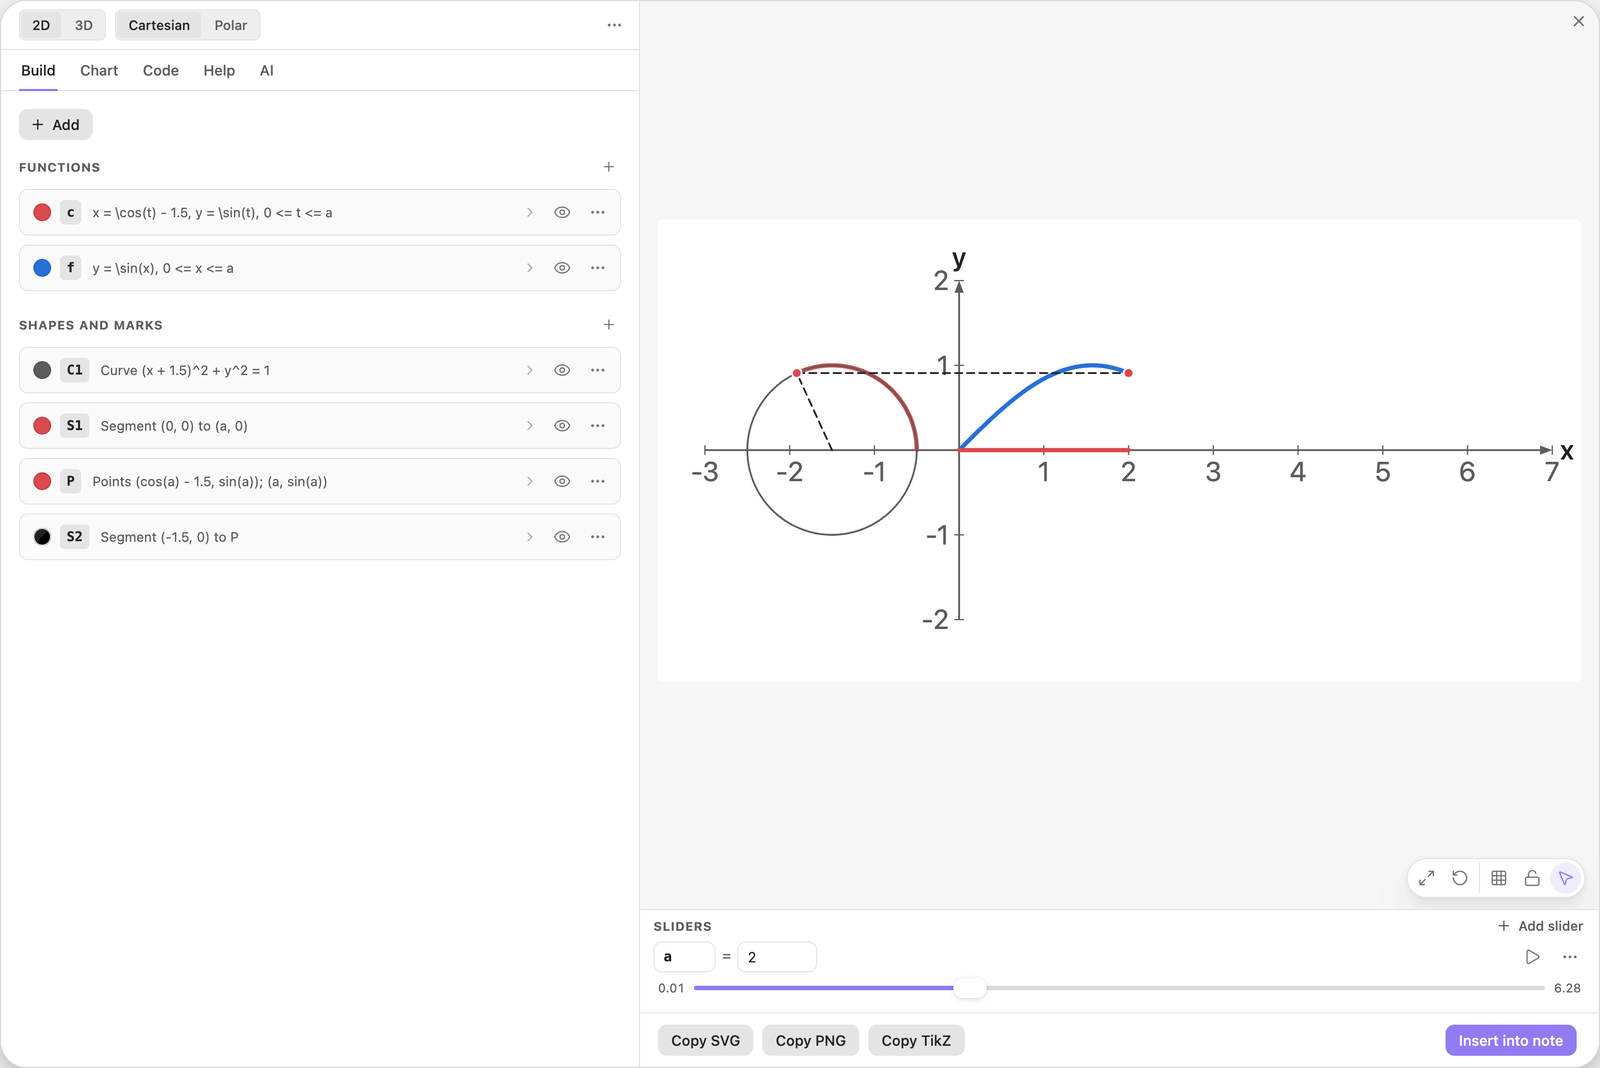 2D 3D Cartesian Polar
Build Chart Code Help AI
+ Add
FUNCTIONS
c x = \cos(t) - 1.5, y = \sin(t), 0 <= t <= a
f y = \sin(x), 0 <= x <= a
SHAPES AND MARKS
C1 Curve (x + 1.5)^2 + y^2 = 1
S1 Segment (0, 0) to (a, 0)
P Points (cos(a) - 1.5, sin(a)); (a, sin(a))
S2 Segment (-1.5, 0) to P
y
2
1
x
-3 -2 -1 1 2 3 4 5 6 7
-1
-2
SLIDERS + Add slider
a = 2
0.01 6.28
Copy SVG Copy PNG Copy TikZ Insert into note